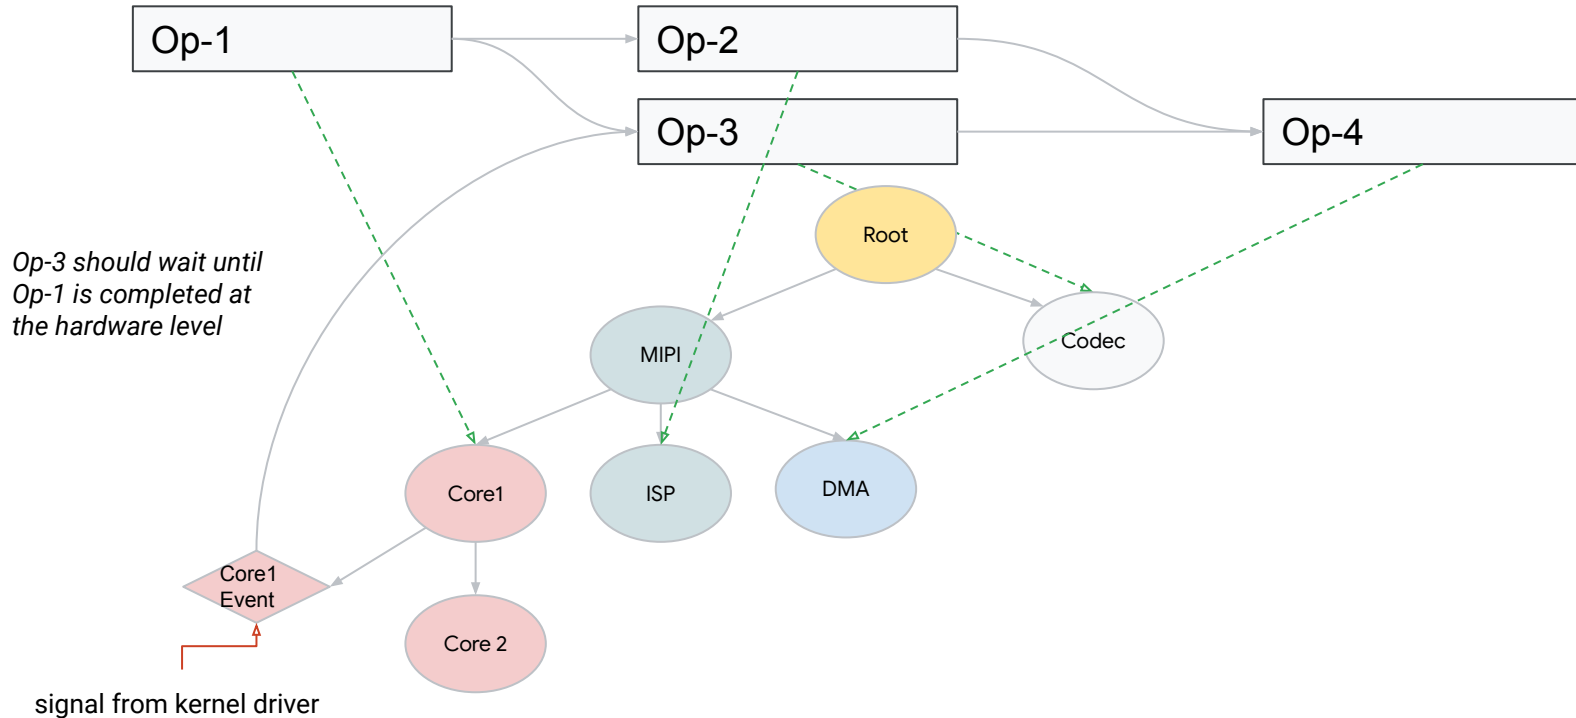 Op-1
Op-2
Op-3
Op-4
Root
Op-3 should wait until
Op-1 is completed at
the hardware level
MIPI
Codec
Core1
ISP
DMA
Core1
Event
Core 2
signal from kernel driver